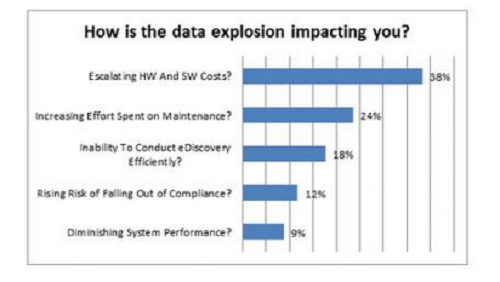 How is the data explosion impacting you?
Escalating HW And SW Costs?
38%
Increasing Effort Spent on Maintenance?
24%
Inability To Conduct eDiscovery
Efficiently?
18%
Rising Risk of Falling Out of Compliance?
12%
Diminishing System Performance?
9%